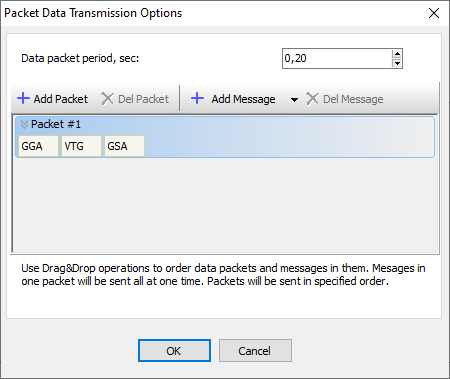 Packet Data Transmission Options
Data packet period, sec:
0,20
Add Packet Del Packet Add Message Del Message
Packet #1
GGA VTG GSA
Use Drag&Drop operations to order data packets and messages in them. Mesages in
one packet will be sent all at one time. Packets will be sent in specified order.
OK Cancel